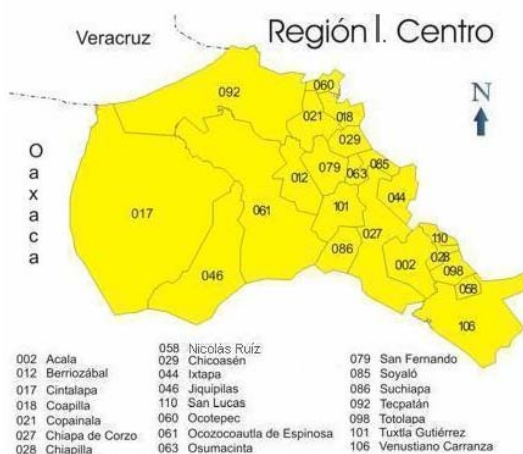 Veracruz
Región I. Centro
N
Oaxaca
060
092
021
018
029
085
079
063
012
044
017
061
101
027
110
086
002
028
098
046
058
106
002 Acala
012 Berriozábal
017 Cintalapa
018 Coapilla
021 Copainala
027 Chiapa de Corzo
028 Chiapilla
058 Nicolás Ruíz
029 Chicoasén
044 Ixtapa
046 Jiquipilas
110 San Lucas
060 Ocotepec
061 Ocozocoautla de Espinosa
063 Osumacinta
079 San Fernando
085 Soyaló
086 Suchiapa
092 Tecpatán
098 Totolapa
101 Tuxtla Gutiérrez
106 Venustiano Carranza